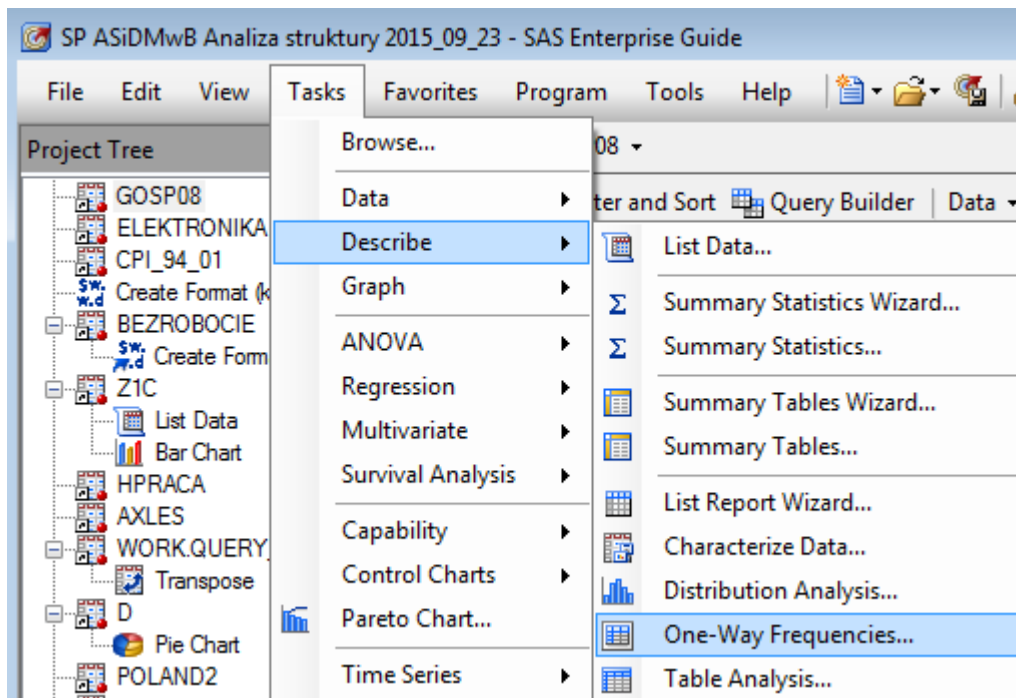 SP ASiDMwB Analiza struktury 2015_09_23 - SAS Enterprise Guide
File Edit View Tasks Favorites Program Tools Help
Project Tree
08
ter and Sort Query Builder Data
GOSP08
ELEKTRONIKA
CPI_94_01
Create Format (k
BEZROBOCIE
Create Form
Z1C
List Data
Bar Chart
HPRACA
AXLES
WORK.QUERY_
Transpose
D
Pie Chart
POLAND2
Browse...
Data
Describe
Graph
ANOVA
Regression
Multivariate
Survival Analysis
Capability
Control Charts
Pareto Chart...
Time Series
List Data...
Summary Statistics Wizard...
Summary Statistics...
Summary Tables Wizard...
Summary Tables...
List Report Wizard...
Characterize Data...
Distribution Analysis...
One-Way Frequencies...
Table Analysis...